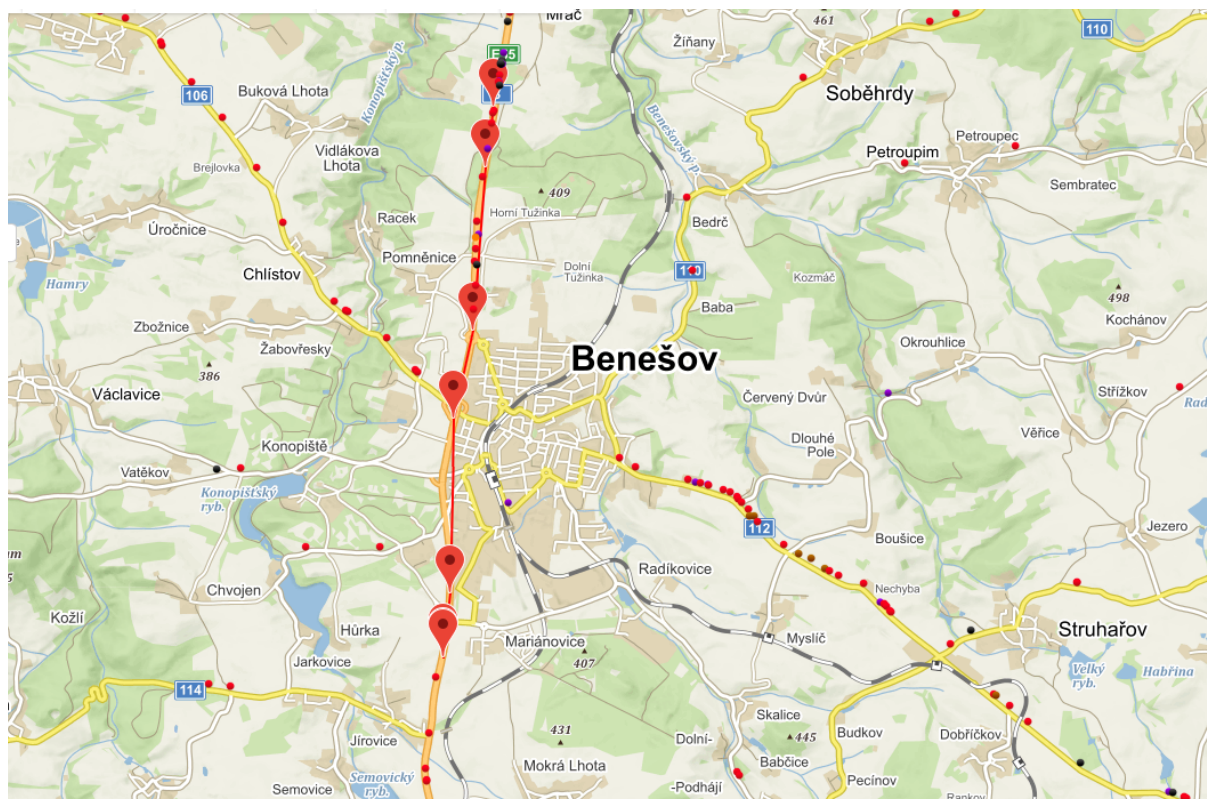 Mrač
461
110
Žíňany
E55
3
Konopišťský p.
106
Buková Lhota
Soběhrdy
Benešovský p.
Petroupec
Vidlákova
Lhota
Petroupim
Brejlovka
Sembratec
409
Racek
Horní Tužinka
Bedrč
Úročnice
Pomněnice
Chlístov
Dolní
Tužinka
110
Kozmáč
Hamry
498
Baba
Kochánov
Zbožnice
Žabovřesky
Okrouhlice
Benešov
386
Václavice
Červený Dvůr
Střížkov
Konopiště
Dlouhé
Pole
Věřice
Vatěkov
Konopišťský
ryb.
112
Jezero
Boušice
Radíkovice
Chvojen
Nechyba
Kožlí
Hůrka
Mariánovice
Myslíč
Struhařov
Jarkovice
407
Velký
ryb.
Habřina
114
Skalice
431
Jírovice
Dolní-
445
Budkov
Dobříčkov
Babčice
Mokrá Lhota
Semovický
ryb.
-Podhájí
Pecínov
Semovice